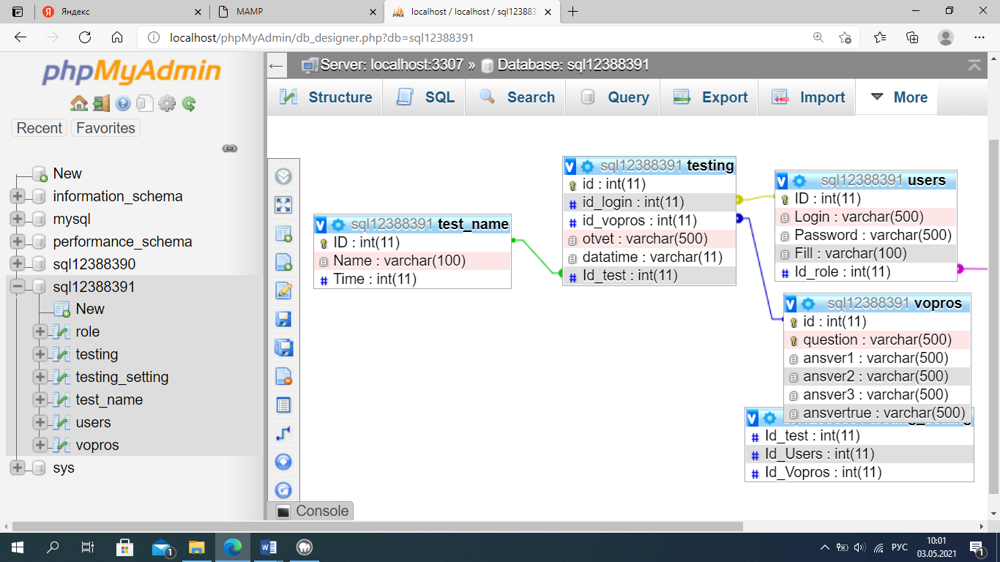 Яндекс
MAMP
localhost / localhost / sql12388
localhost/phpMyAdmin/db_designer.php?db=sql12388391
phpMyAdmin
Recent
Favorites
New
information_schema
mysql
performance_schema
sql12388390
sql12388391
New
role
testing
testing_setting
test_name
users
vopros
sys
Server: localhost:3307 » Database: sql12388391
Structure
SQL
Search
Query
Export
Import
More
sql12388391 test_name
ID : int(11)
Name : varchar(100)
Time : int(11)
sql12388391 testing
id : int(11)
id_login : int(11)
id_vopros : int(11)
otvet : varchar(500)
datatime : varchar(11)
Id_test : int(11)
sql12388391 users
ID : int(11)
Login : varchar(500)
Password : varchar(500)
Fill : varchar(100)
Id_role : int(11)
sql12388391 vopros
id : int(11)
question : varchar(500)
ansver1 : varchar(500)
ansver2 : varchar(500)
ansver3 : varchar(500)
ansvertrue : varchar(500)
Id_test : int(11)
Id_Users : int(11)
Id_Vopros : int(11)
Console
1
РУС
10:01
03.05.2021
1